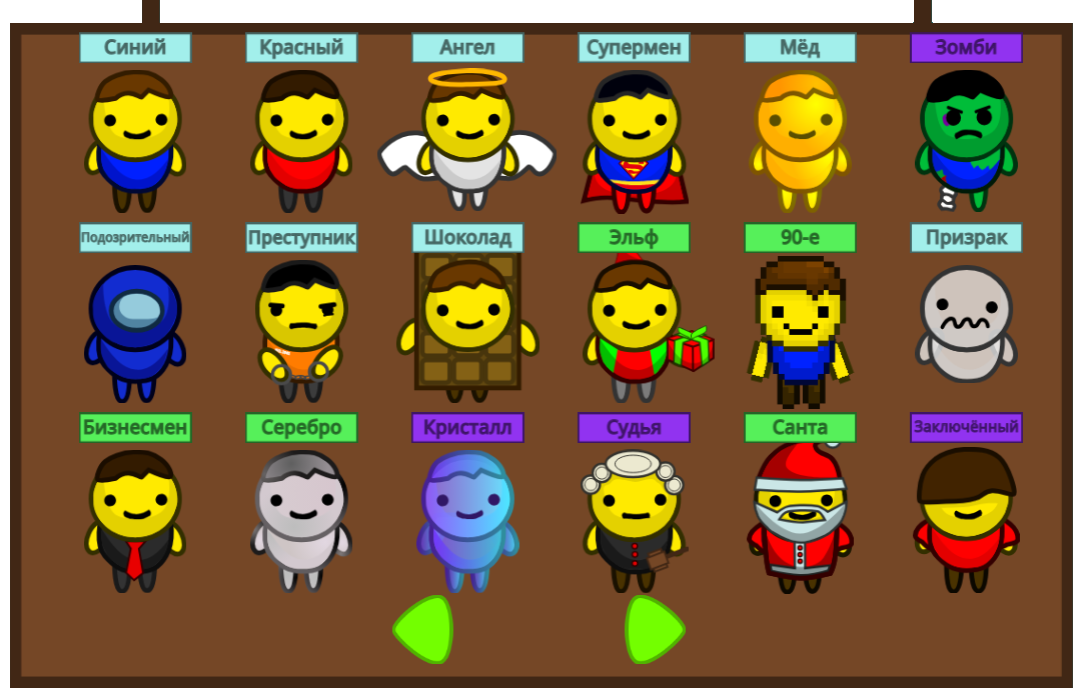 Синий
Красный
Ангел
Супермен
Мёд
Зомби
Подозрительный
Преступник
Шоколад
Эльф
90-е
Призрак
Бизнесмен
Серебро
Кристалл
Судья
Санта
Заключённый